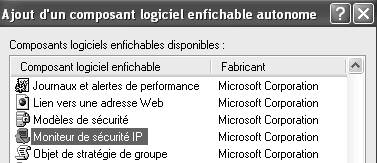 Ajout d'un composant logiciel enfichable autonome
Composants logiciels enfichables disponibles :
Composant logiciel enfichable Fabricant
Journaux et alertes de performance Microsoft Corporation
Lien vers une adresse Web Microsoft Corporation
Modèles de sécurité Microsoft Corporation
Moniteur de sécurité IP Microsoft Corporation
Objet de stratégie de groupe Microsoft Corporation